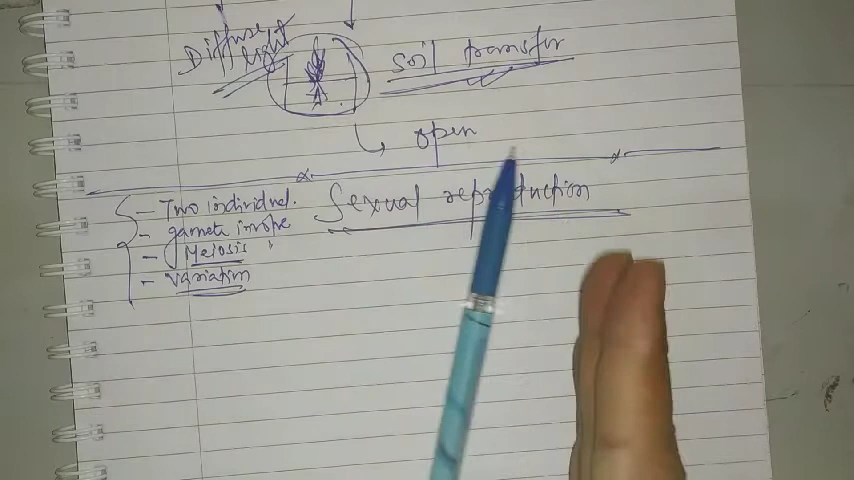 Diffuse
light
soil transfer
open
Sexual reproduction
- Two individual.
- gamete involve
- Meiosis
- variation